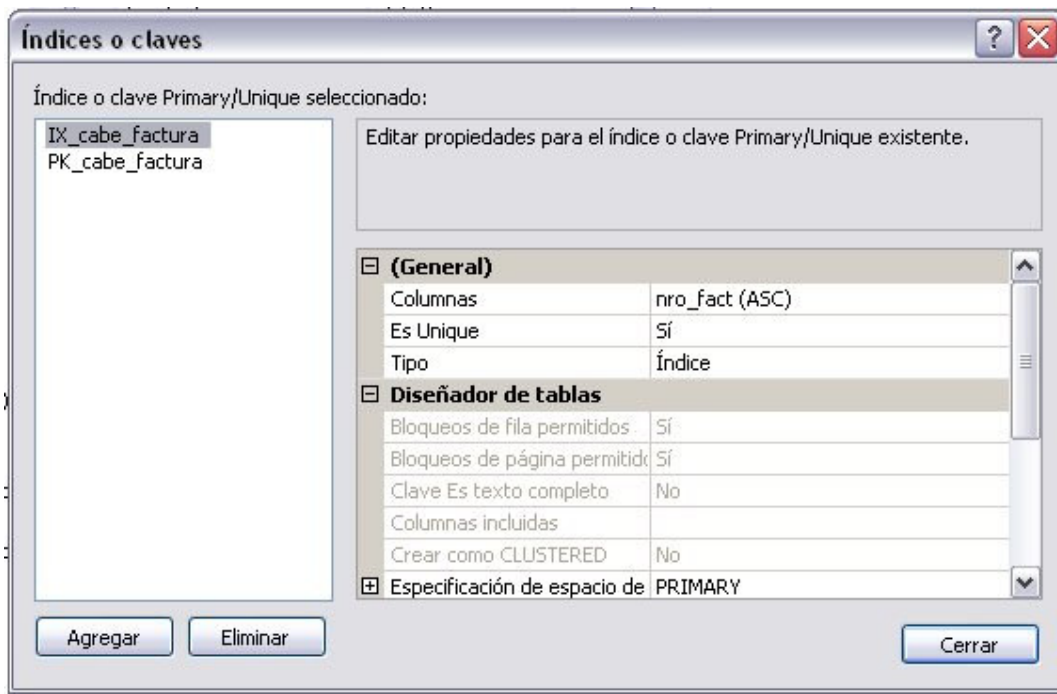 Índices o claves
Índice o clave Primary/Unique seleccionado:
IX_cabe_factura
PK_cabe_factura
Editar propiedades para el índice o clave Primary/Unique existente.
(General)
Columnas nro_fact (ASC)
Es Unique Sí
Tipo Índice
Diseñador de tablas
Bloqueos de fila permitidos Sí
Bloqueos de página permitido Sí
Clave Es texto completo No
Columnas incluidas
Crear como CLUSTERED No
Especificación de espacio de PRIMARY
Agregar Eliminar
Cerrar